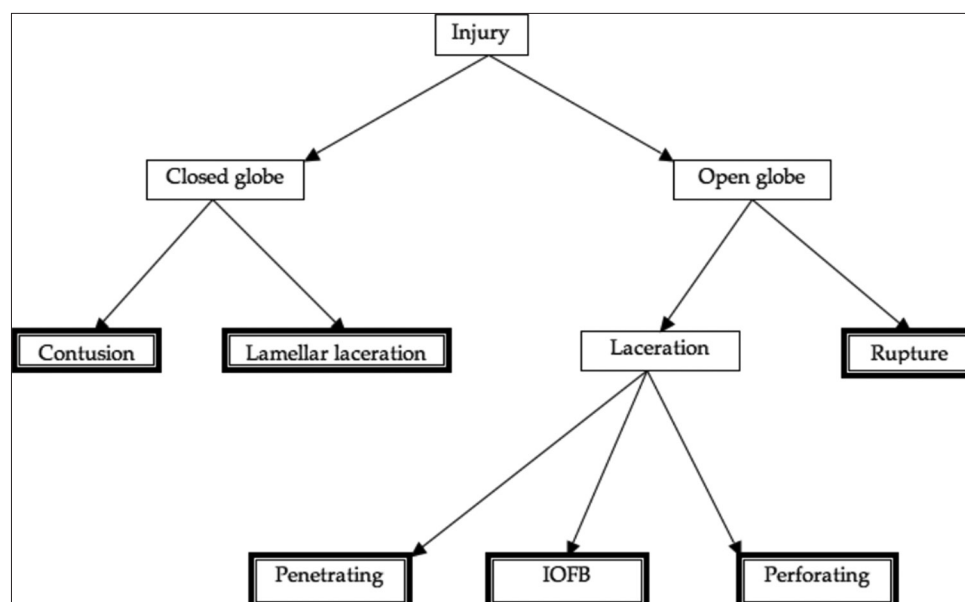 Injury
Closed globe
Open globe
Contusion
Lamellar laceration
Laceration
Rupture
Penetrating
IOFB
Perforating